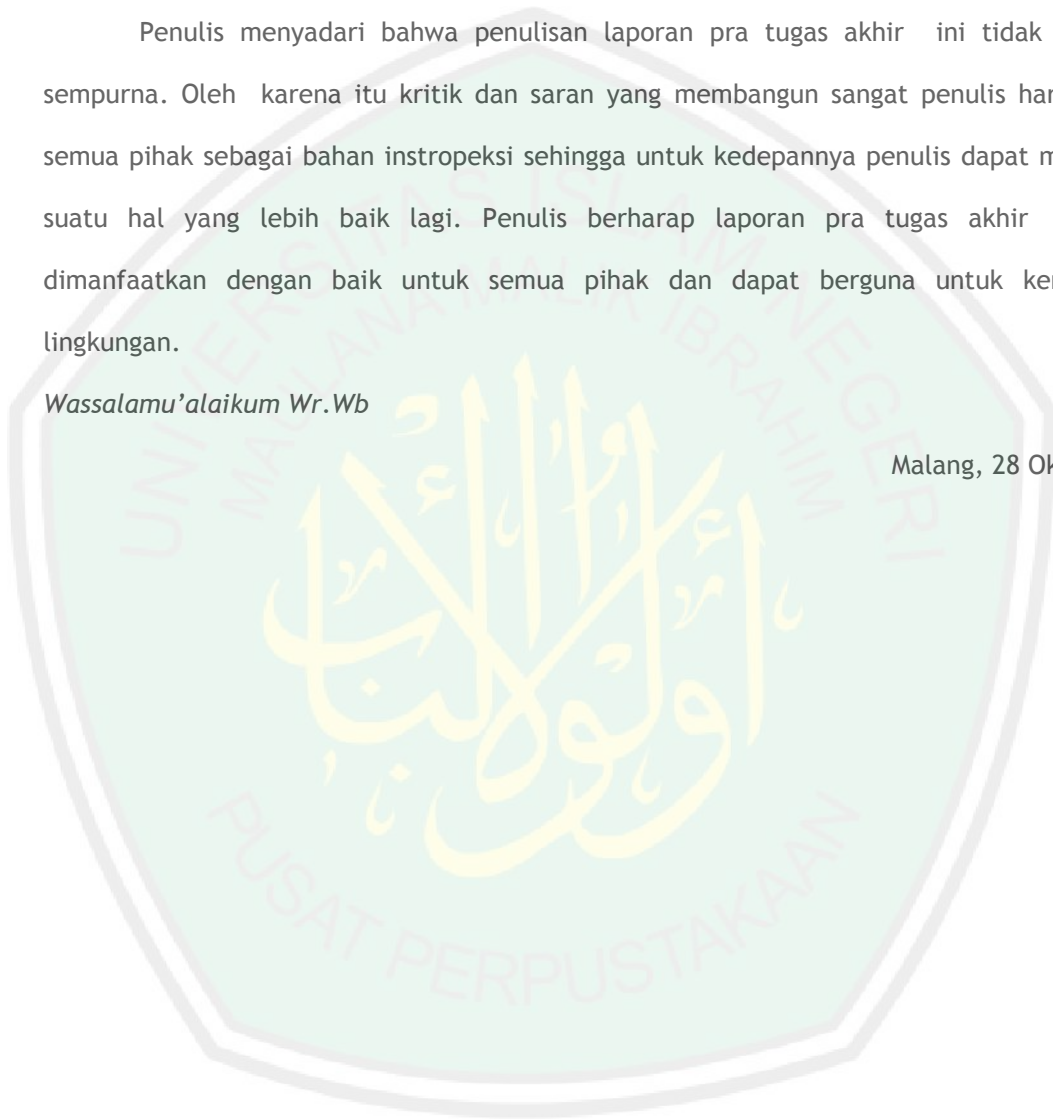 Penulis menyadari bahwa penulisan laporan pra tugas akhir ini tidak
sempurna. Oleh karena itu kritik dan saran yang membangun sangat penulis har
semua pihak sebagai bahan instropeksi sehingga untuk kedepannya penulis dapat m
suatu hal yang lebih baik lagi. Penulis berharap laporan pra tugas akhir
dimanfaatkan dengan baik untuk semua pihak dan dapat berguna untuk ke
lingkungan.
Wassalamu’alaikum Wr.Wb
Malang, 28 Ok
UNIVERSITAS ISLAM NEGERI
MAULANA MALIK IBRAHIM
أولوا الألباب
PUSAT PERPUSTAKAAN